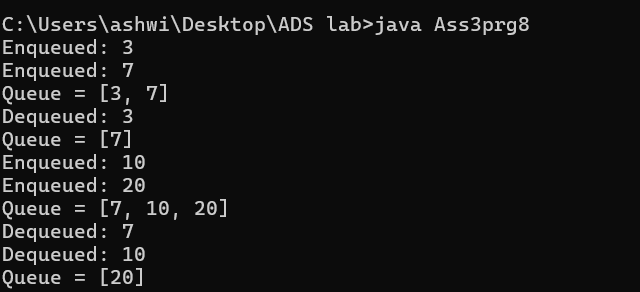 C:\Users\ashwi\Desktop\ADS lab>java Ass3prg8
Enqueued: 3
Enqueued: 7
Queue = [3, 7]
Dequeued: 3
Queue = [7]
Enqueued: 10
Enqueued: 20
Queue = [7, 10, 20]
Dequeued: 7
Dequeued: 10
Queue = [20]